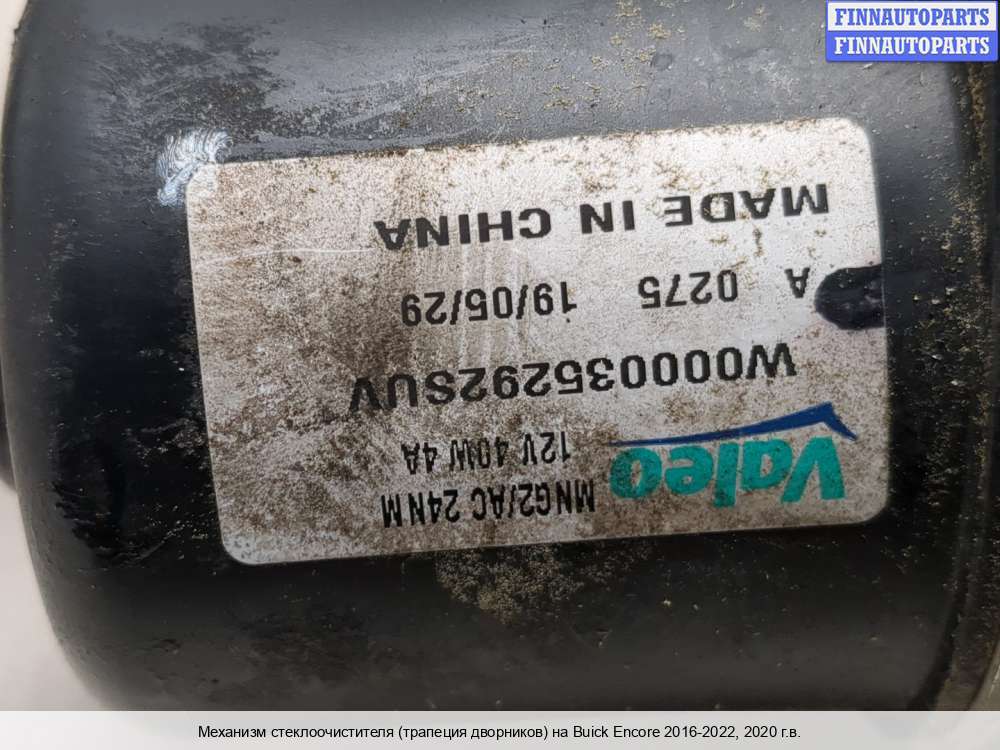 FINNAUTOPARTS
FINNAUTOPARTS
Valeo
MNG2/AC 24NM
12V 40W 4A
W000035292SUV
A 0275 19/05/29
MADE IN CHINA
Механизм стеклоочистителя (трапеция дворников) на Buick Encore 2016-2022, 2020 г.в.